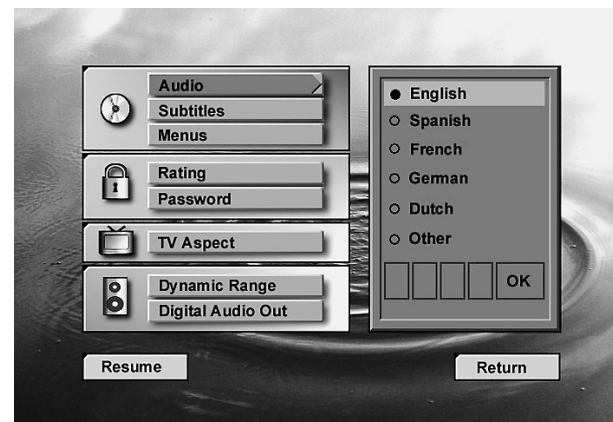 Audio
Subtitles
Menus
Rating
Password
TV Aspect
Dynamic Range
Digital Audio Out
English
Spanish
French
German
Dutch
Other
OK
Resume
Return